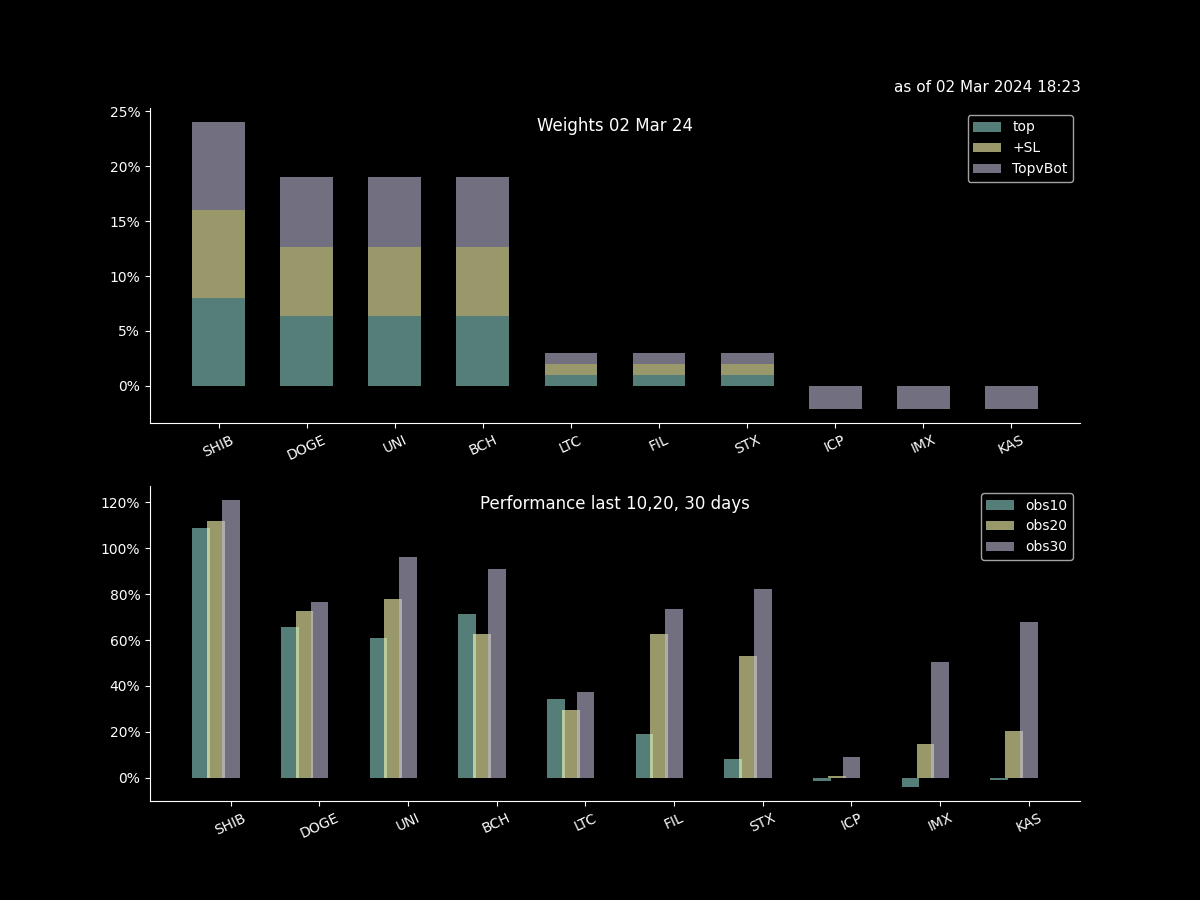 as of 02 Mar 2024 18:23
Weights 02 Mar 24
top
+SL
TopvBot
25%
20%
15%
10%
5%
0%
SHIB DOGE UNI BCH LTC FIL STX ICP IMX KAS
Performance last 10,20, 30 days
obs10
obs20
obs30
120%
100%
80%
60%
40%
20%
0%
SHIB DOGE UNI BCH LTC FIL STX ICP IMX KAS